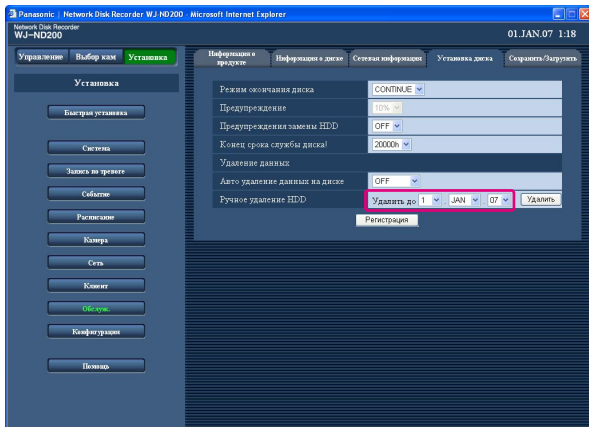 Panasonic | Network Disk Recorder WJ-ND200 - Microsoft Internet Explorer
Network Disk Recorder
WJ-ND200
01.JAN.07 1:18
Управление Выбор кам Установка
Информация о продукте
Информация о диске
Сетевая информация
Установка диска
Сохранить/Загрузить
Установка
Быстрая установка
Система
Запись по тревоге
Событие
Расписание
Камера
Сеть
Клиент
Обслуж.
Конфигурация
Помощь
Режим окончания диска CONTINUE
Предупреждение 10%
Предупреждения замены HDD OFF
Конец срока службы диска! 20000h
Удаление данных
Авто удаление данных на диске OFF
Ручное удаление HDD Удалить до 1 . JAN . 07 Удалить
Регистрация